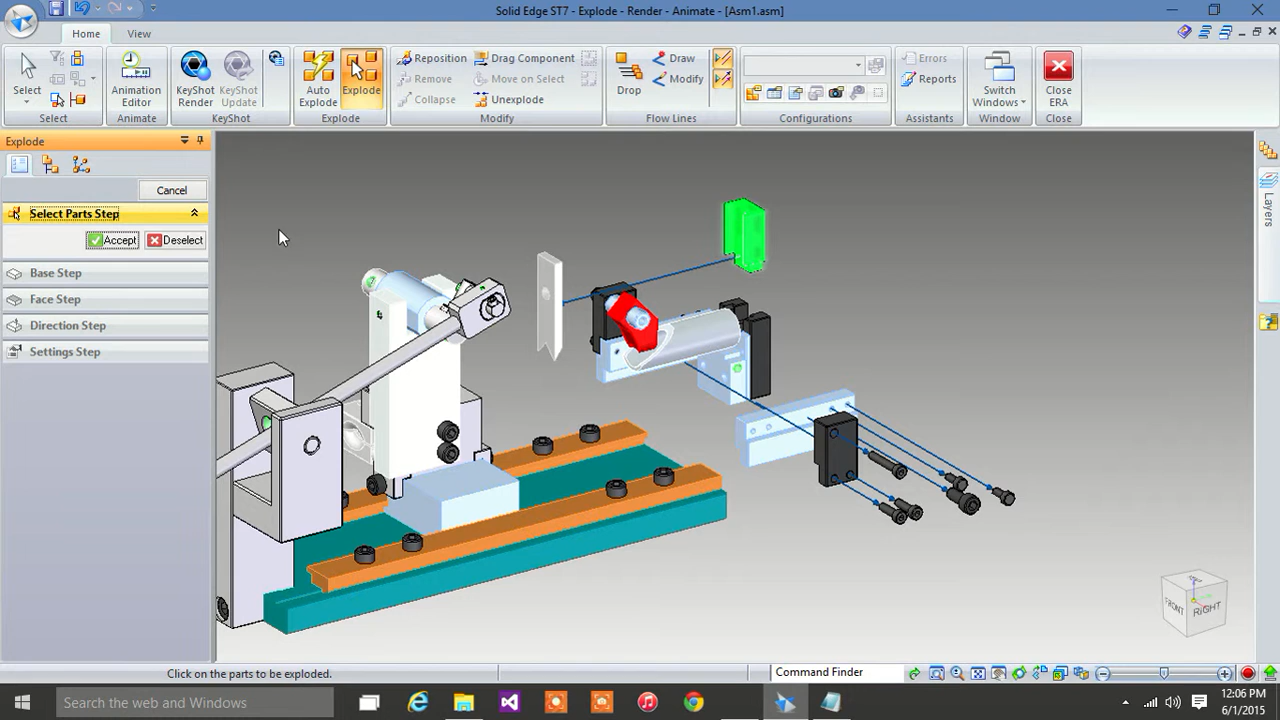 Solid Edge ST7 - Explode - Render - Animate - [Asm1.asm]
Home View
Select
Select
Animation Editor
Animate
KeyShot Render
KeyShot Update
KeyShot
Auto Explode
Explode
Explode
Reposition
Remove
Collapse
Drag Component
Move on Select
Unexplode
Modify
Drop
Draw
Modify
Flow Lines
Configurations
Errors
Reports
Assistants
Switch Windows
Window
Close ERA
Close
Explode
Cancel
Select Parts Step
Accept Deselect
Base Step
Face Step
Direction Step
Settings Step
Layers
FRONT RIGHT
Click on the parts to be exploded.
Command Finder
Search the web and Windows
12:06 PM
6/1/2015